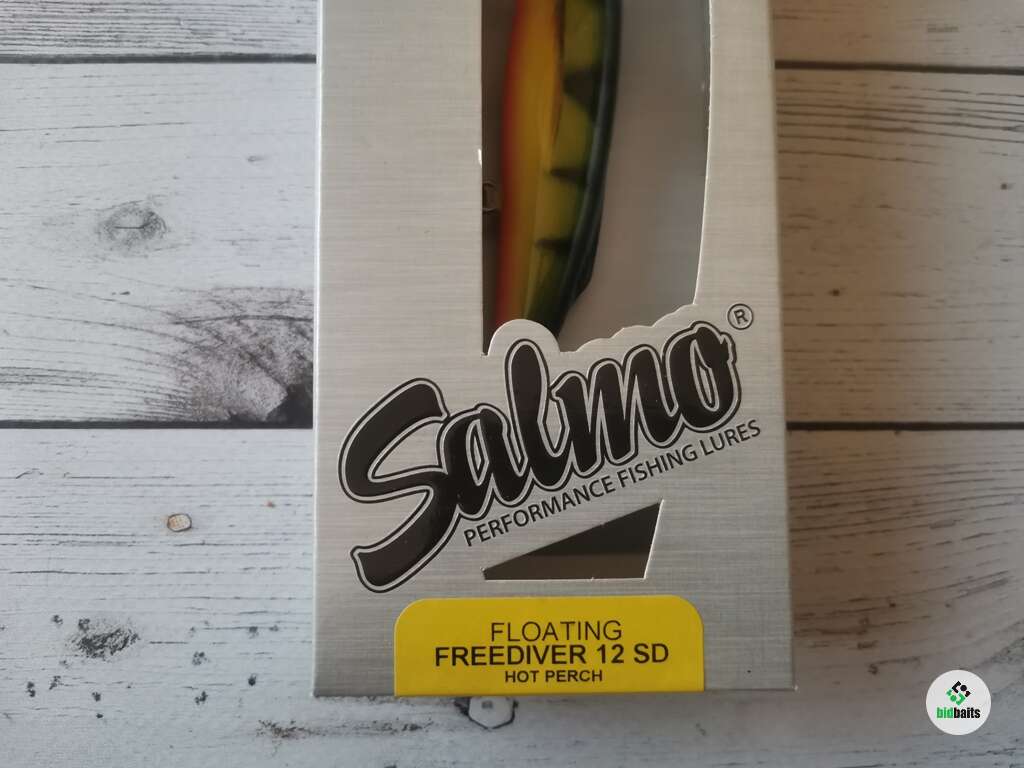 Salmo ®
PERFORMANCE FISHING LURES
FLOATING
FREEDIVER 12 SD
HOT PERCH
bidbaits